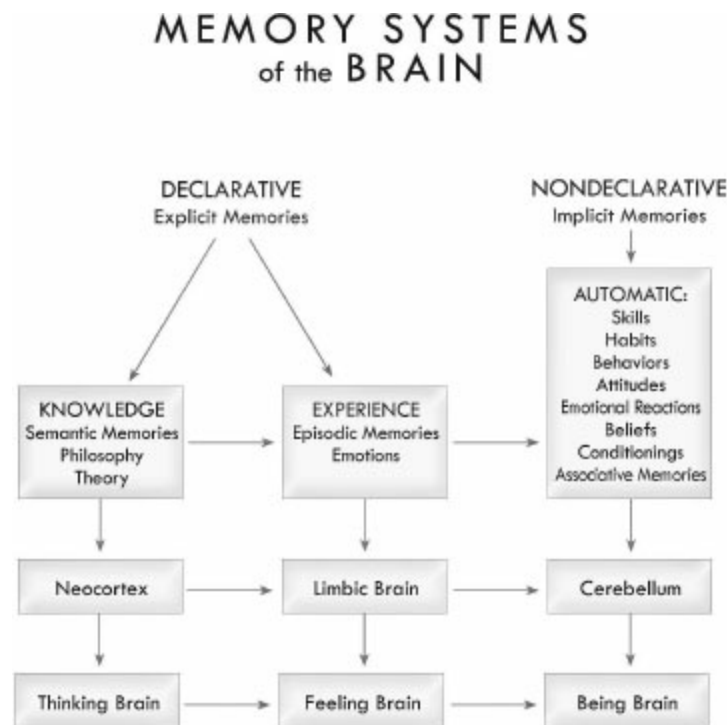 MEMORY SYSTEMS
of the BRAIN
DECLARATIVE
Explicit Memories
NONDECLARATIVE
Implicit Memories
KNOWLEDGE
Semantic Memories
Philosophy
Theory
EXPERIENCE
Episodic Memories
Emotions
AUTOMATIC:
Skills
Habits
Behaviors
Attitudes
Emotional Reactions
Beliefs
Conditionings
Associative Memories
Neocortex
Limbic Brain
Cerebellum
Thinking Brain
Feeling Brain
Being Brain